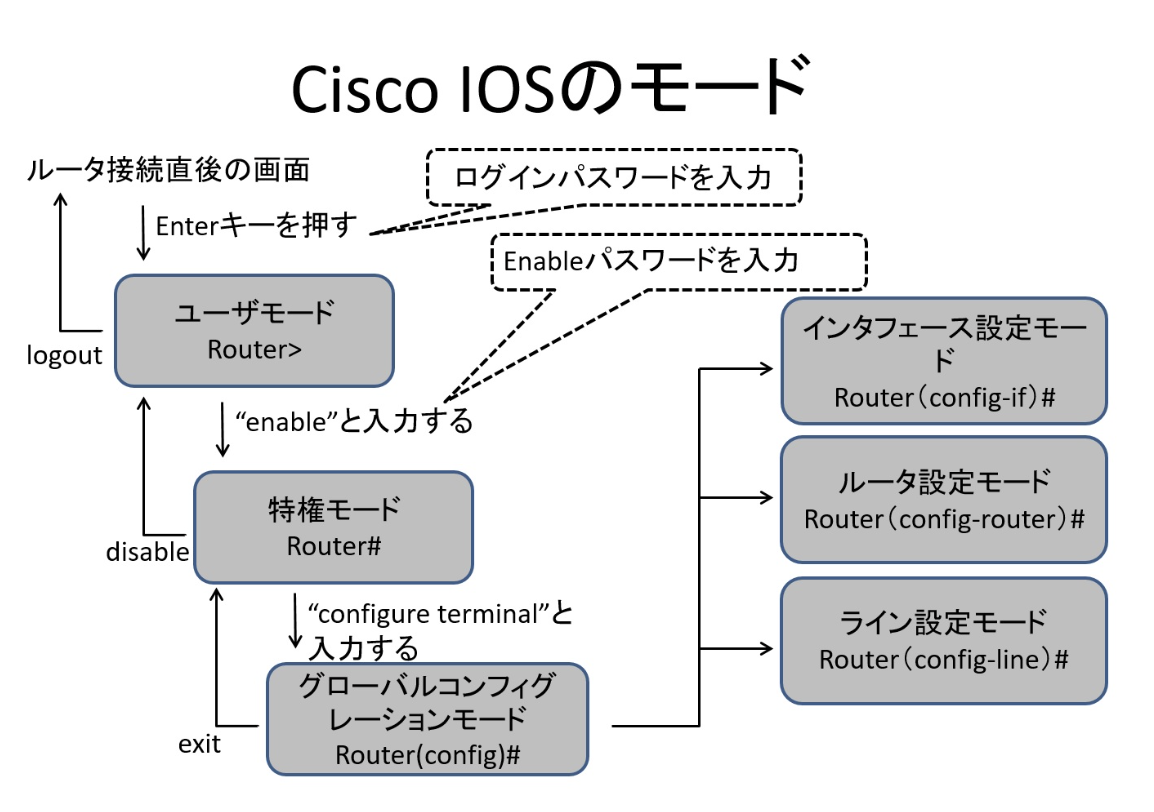 Cisco IOSのモード
ルータ接続直後の画面
ログインパスワードを入力
Enterキーを押す
Enableパスワードを入力
ユーザモード
Router>
logout
“enable”と入力する
特権モード
Router#
disable
“configure terminal”と
入力する
グローバルコンフィグ
レーションモード
Router(config)#
exit
インタフェース設定モー
ド
Router（config-if）#
ルータ設定モード
Router（config-router）#
ライン設定モード
Router（config-line）#